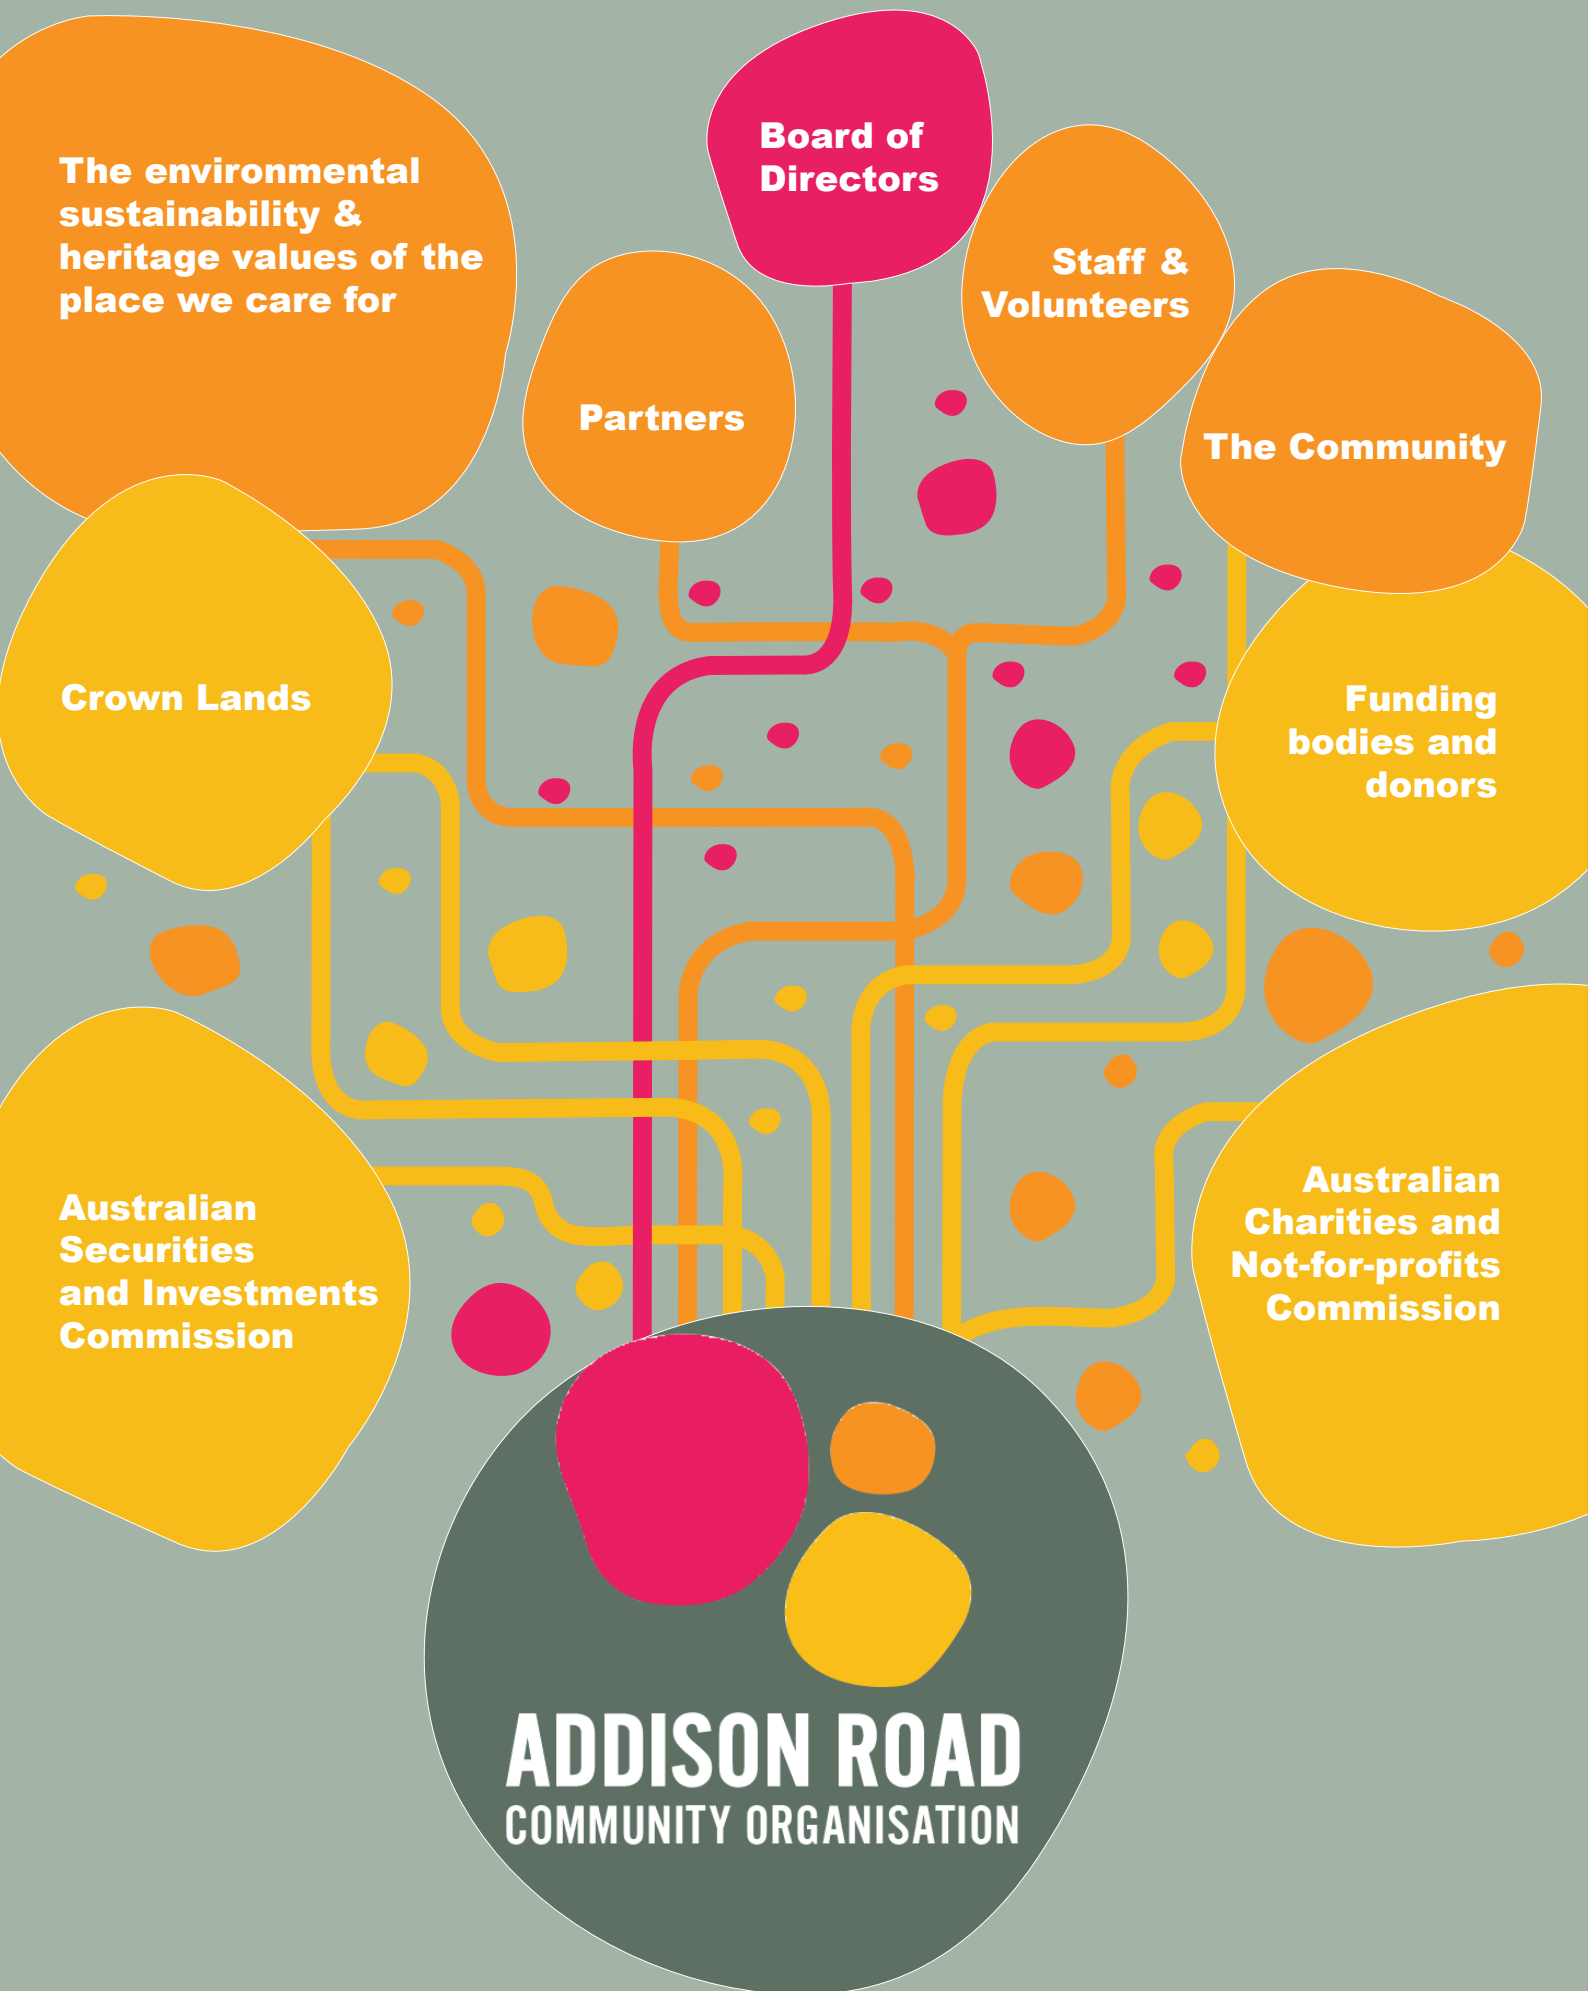 The environmental
sustainability &
heritage values of the
place we care for
Board of
Directors
Staff &
Volunteers
Partners
The Community
Crown Lands
Funding
bodies and
donors
Australian
Securities
and Investments
Commission
Australian
Charities and
Not-for-profits
Commission
ADDISON ROAD
COMMUNITY ORGANISATION